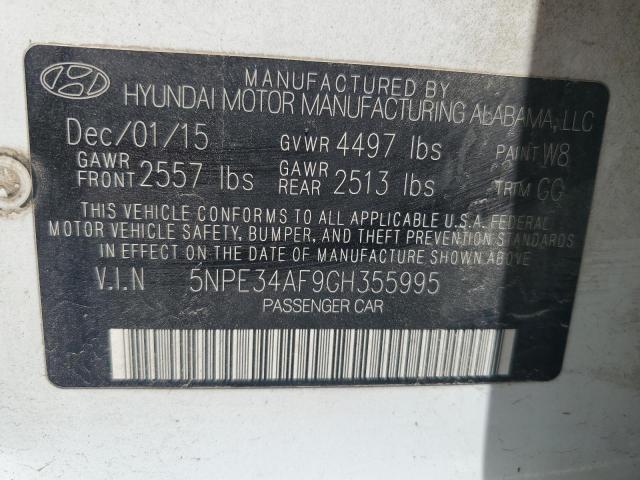 MANUFACTURED BY
HYUNDAI MOTOR MANUFACTURING ALABAMA, LLC
Dec/01/15 GVWR 4497 lbs PAINT W8
GAWR FRONT 2557 lbs GAWR REAR 2513 lbs TRIM GG
THIS VEHICLE CONFORMS TO ALL APPLICABLE U.S.A. FEDERAL
MOTOR VEHICLE SAFETY, BUMPER, AND THEFT PREVENTION STANDARDS
IN EFFECT ON THE DATE OF MANUFACTURE SHOWN ABOVE.
V.I.N 5NPE34AF9GH355995
PASSENGER CAR